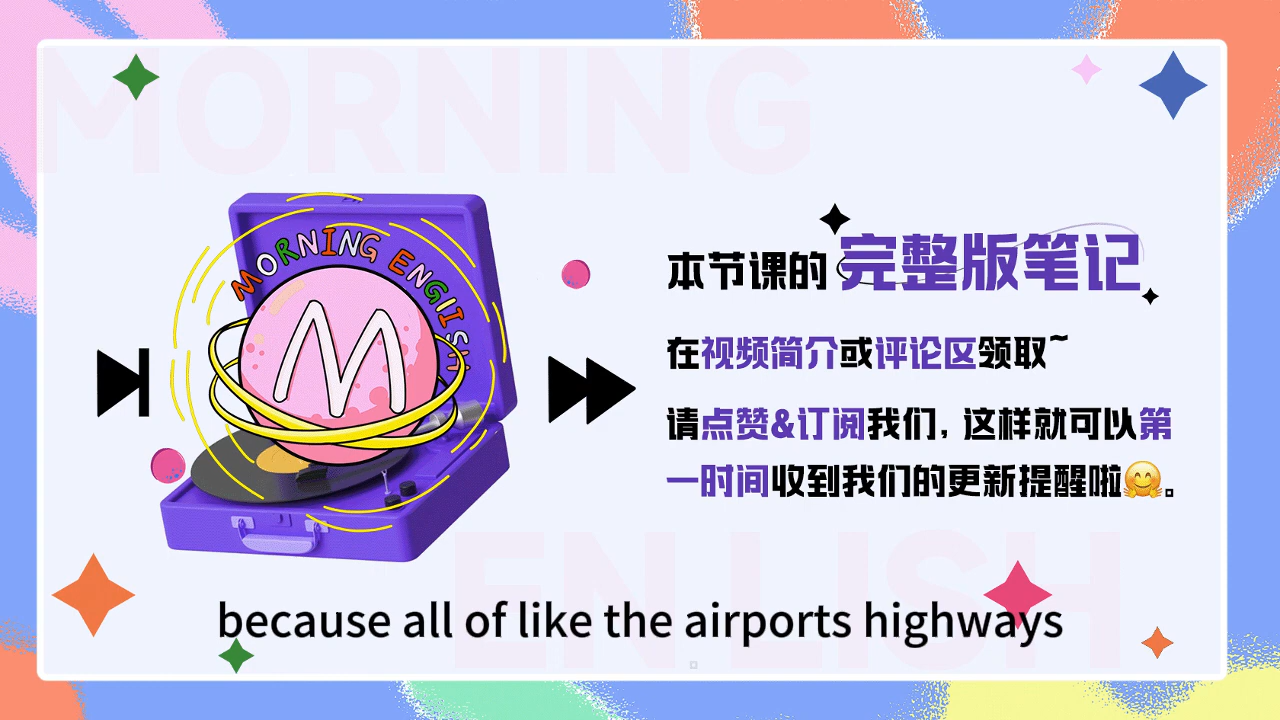 MORNING
MORNING ENGlISH
M
本节课的 完整版笔记
在视频简介或评论区领取~
请点赞&订阅我们, 这样就可以第
一时间收到我们的更新提醒啦🤗。
EN LISH
because all of like the airports highways